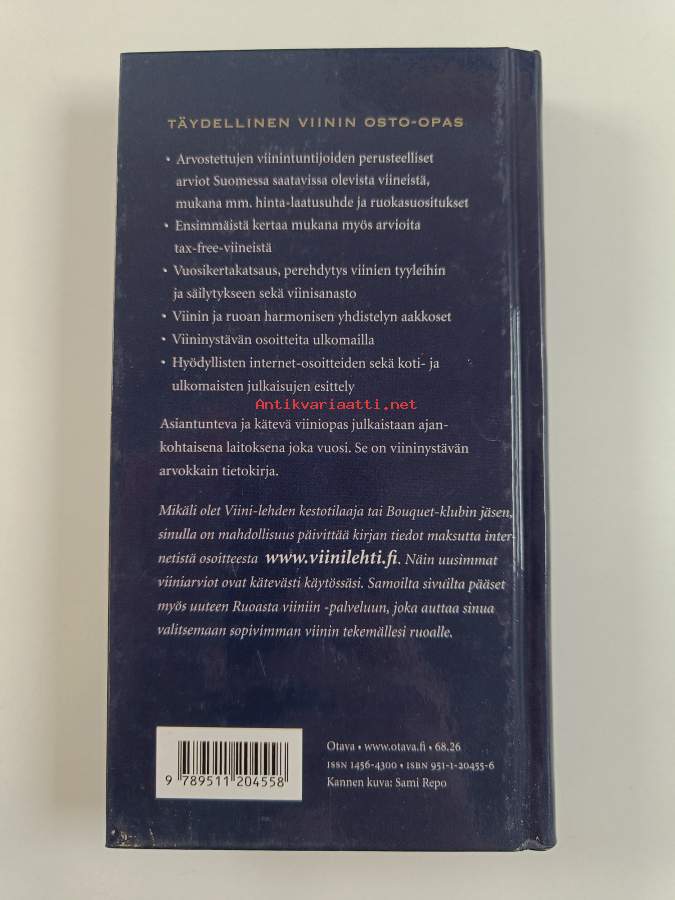 TÄYDELLINEN VIININ OSTO-OPAS
• Arvostettujen viinintuntijoiden perusteelliset
arviot Suomessa saatavissa olevista viineistä,
mukana mm. hinta-laatusuhde ja ruokasuositukset
• Ensimmäistä kertaa mukana myös arvioita
tax-free-viineistä
• Vuosikertakatsaus, perehdytys viinien tyyleihin
ja säilytykseen sekä viinisanasto
• Viinin ja ruoan harmonisen yhdistelyn aakkoset
• Viininystävän osoitteita ulkomailla
• Hyödyllisten internet-osoitteiden sekä koti- ja
ulkomaisten julkaisujen esittely
Antikvariaatti.net
Asiantunteva ja kätevä viiniopas julkaistaan ajan-
kohtaisena laitoksena joka vuosi. Se on viininystävän
arvokkain tietokirja.
Mikäli olet Viini-lehden kestotilaaja tai Bouquet-klubin jäsen,
sinulla on mahdollisuus päivittää kirjan tiedot maksutta inter-
netistä osoitteesta www.viinilehti.fi. Näin uusimmat
viiniarviot ovat kätevästi käytössäsi. Samoilta sivuilta pääset
myös uuteen Ruoasta viiniin -palveluun, joka auttaa sinua
valitsemaan sopivimman viinin tekemällesi ruoalle.
Otava • www.otava.fi • 68.26
ISSN 1456-4300 • ISBN 951-1-20455-6
Kannen kuva: Sami Repo
9 789511 204558